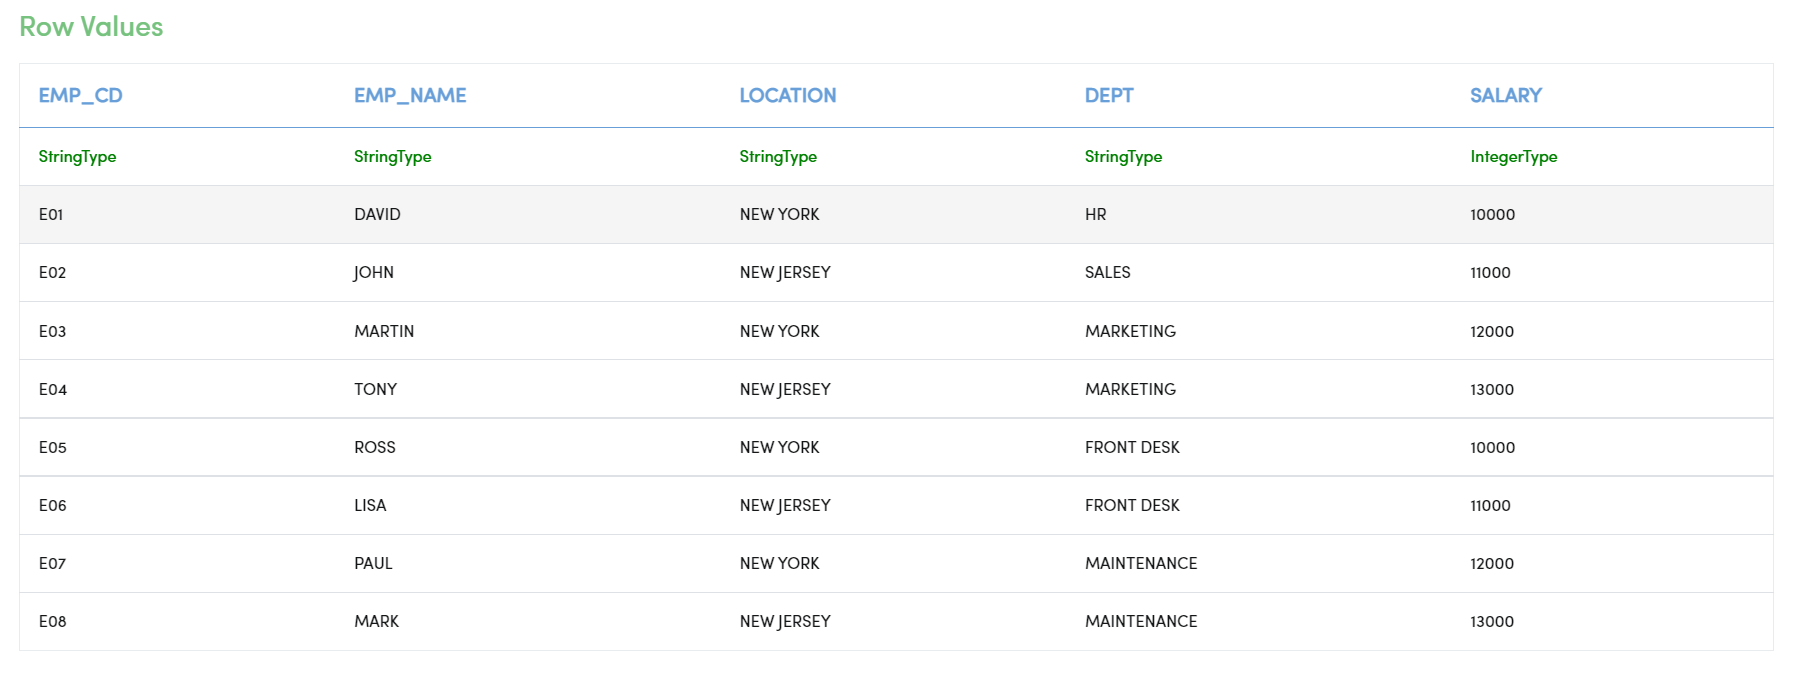 Row Values
EMP_CD EMP_NAME LOCATION DEPT SALARY
StringType StringType StringType StringType IntegerType
E01 DAVID NEW YORK HR 10000
E02 JOHN NEW JERSEY SALES 11000
E03 MARTIN NEW YORK MARKETING 12000
E04 TONY NEW JERSEY MARKETING 13000
E05 ROSS NEW YORK FRONT DESK 10000
E06 LISA NEW JERSEY FRONT DESK 11000
E07 PAUL NEW YORK MAINTENANCE 12000
E08 MARK NEW JERSEY MAINTENANCE 13000